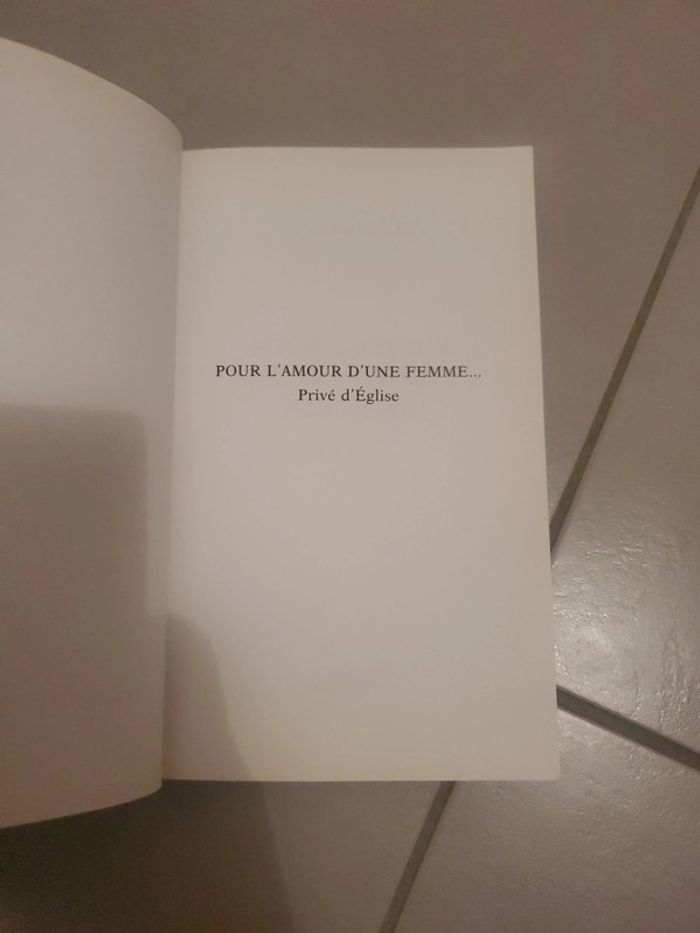 POUR L'AMOUR D'UNE FEMME...
Privé d'Église